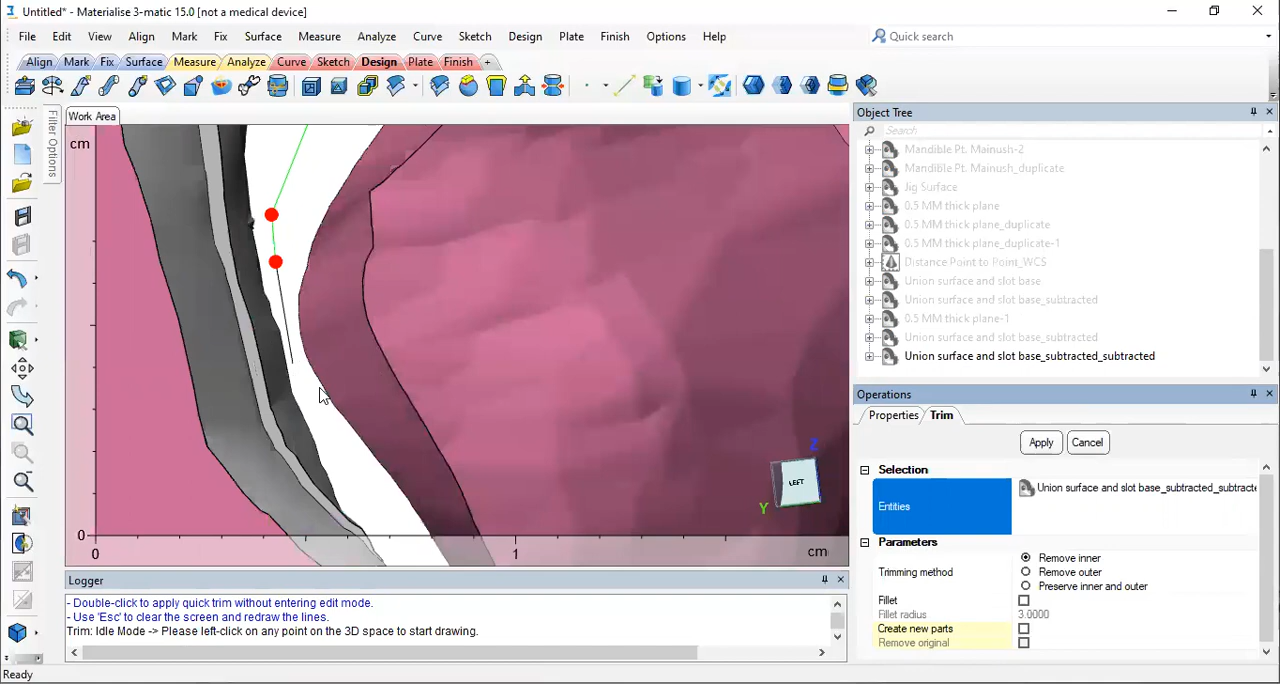 Untitled* - Materialise 3-matic 15.0 [not a medical device]
File Edit View Align Mark Fix Surface Measure Analyze Curve Sketch Design Plate Finish Options Help
Quick search
Align Mark Fix Surface Measure Analyze Curve Sketch Design Plate Finish +
Filter Options
Work Area
cm
0
0
1
cm
LEFT
Z
Y
Object Tree
Search
Mandible Pt. Mainush-2
Mandible Pt. Mainush_duplicate
Jig Surface
0.5 MM thick plane
0.5 MM thick plane_duplicate
0.5 MM thick plane_duplicate-1
Distance Point to Point_WCS
Union surface and slot base
Union surface and slot base_subtracted
0.5 MM thick plane-1
Union surface and slot base_subtracted
Union surface and slot base_subtracted_subtracted
Operations
Properties Trim
Apply Cancel
Selection
Entities
Union surface and slot base_subtracted_subtracte
Parameters
Trimming method
Remove inner
Remove outer
Preserve inner and outer
Fillet
Fillet radius 3.0000
Create new parts
Remove original
Logger
- Double-click to apply quick trim without entering edit mode.
- Use 'Esc' to clear the screen and redraw the lines.
Trim: Idle Mode -> Please left-click on any point on the 3D space to start drawing.
Ready